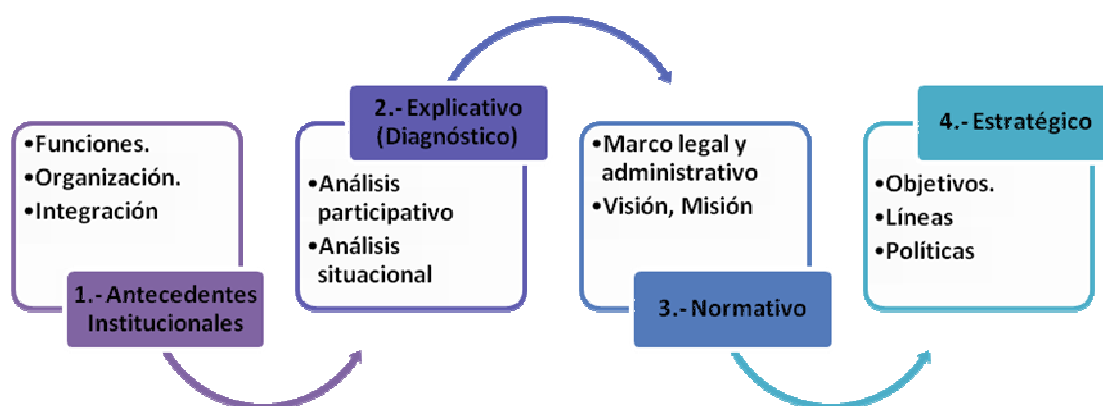 •Funciones.
•Organización.
•Integración
1.- Antecedentes
Institucionales
2.- Explicativo
(Diagnóstico)
•Análisis
participativo
•Análisis
situacional
•Marco legal y
administrativo
•Visión, Misión
3.- Normativo
4.- Estratégico
•Objetivos.
•Líneas
•Políticas